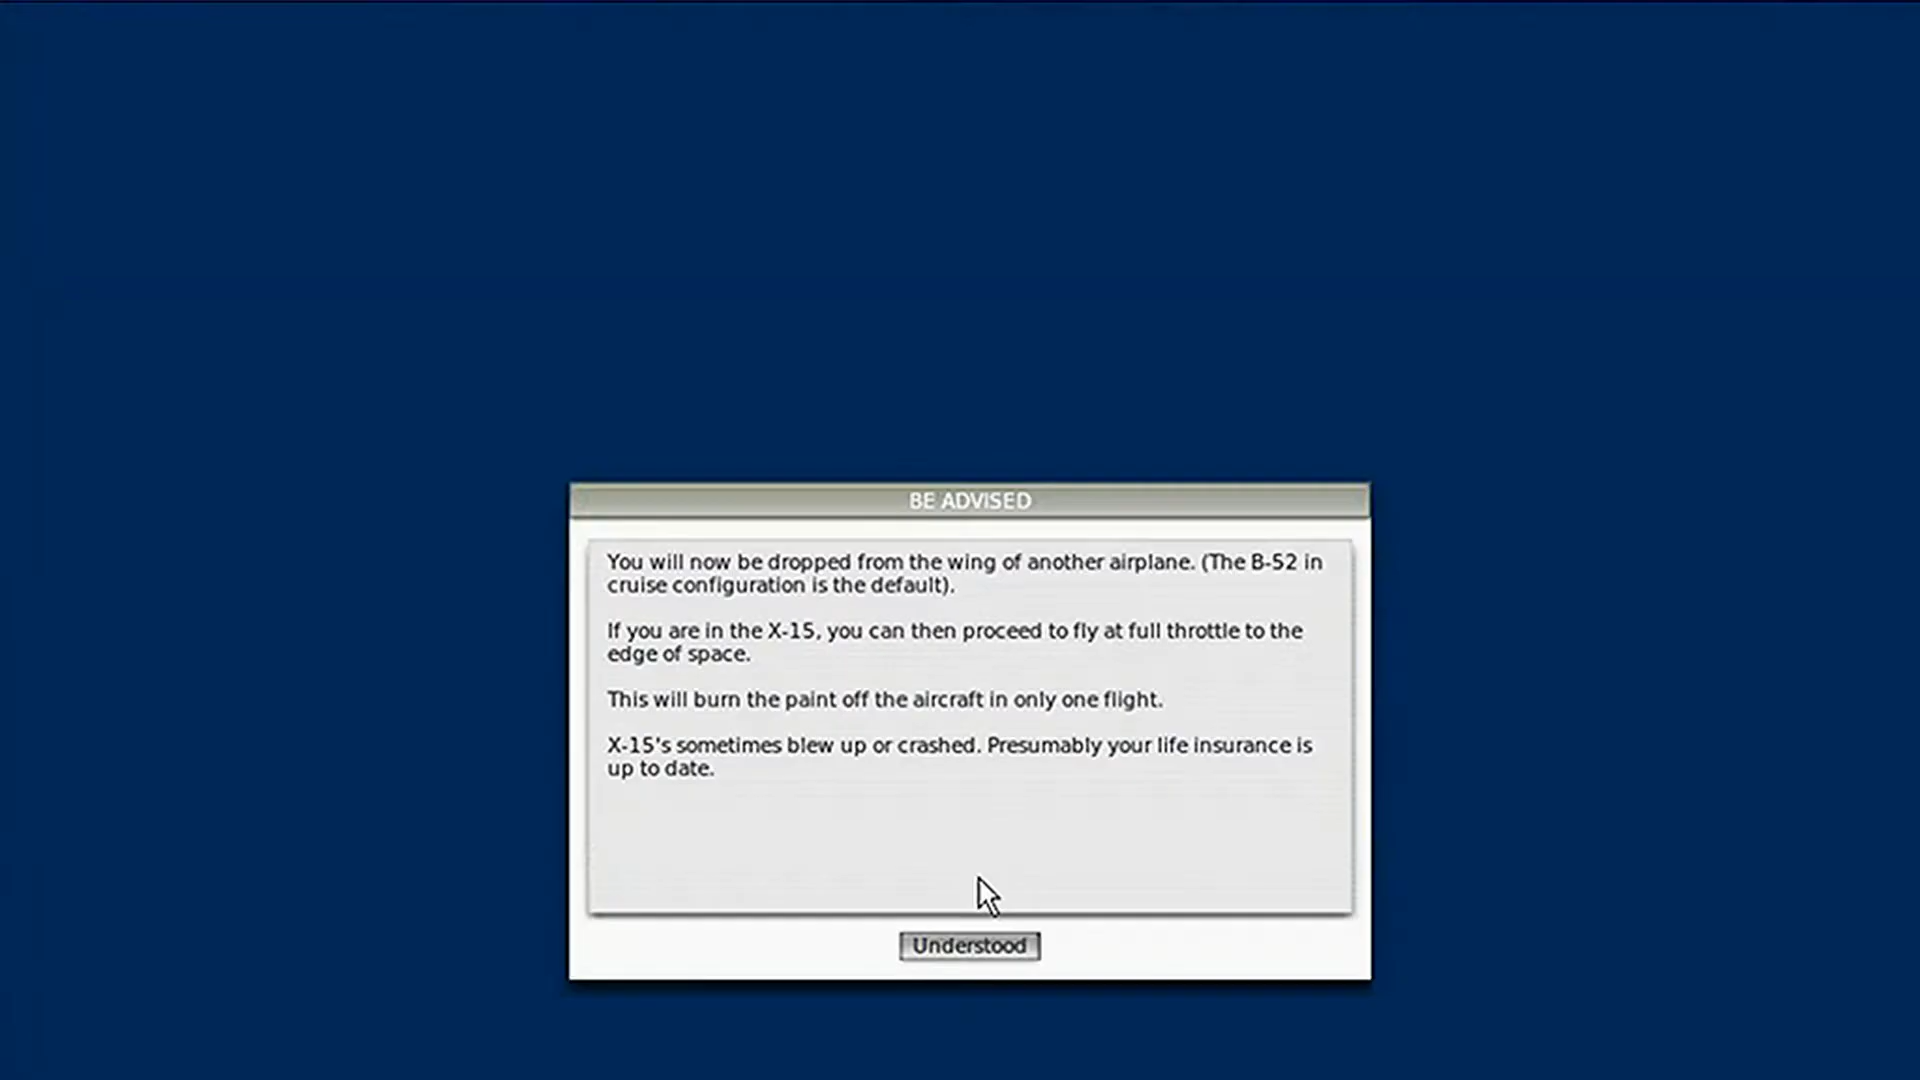 BE ADVISED
You will now be dropped from the wing of another airplane. (The B-52 in
cruise configuration is the default).
If you are in the X-15, you can then proceed to fly at full throttle to the
edge of space.
This will burn the paint off the aircraft in only one flight.
X-15's sometimes blew up or crashed. Presumably your life insurance is
up to date.
Understood